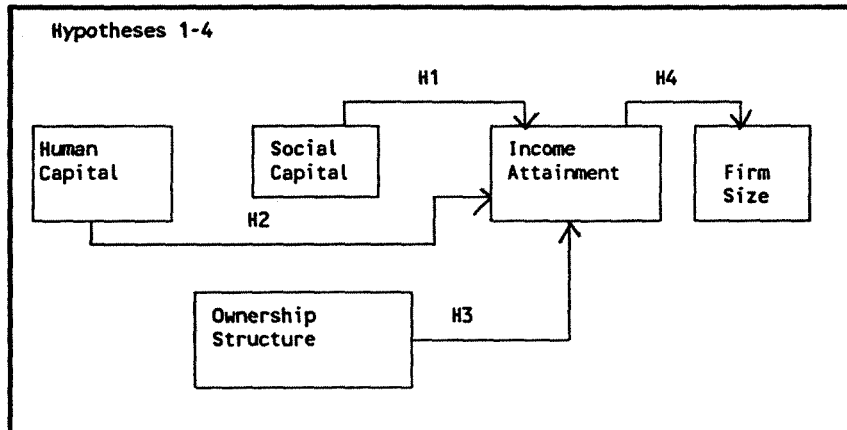 Hypotheses 1-4
H1
H4
Human
Capital
Social
Capital
Income
Attainment
Firm
Size
H2
Ownership
Structure
H3